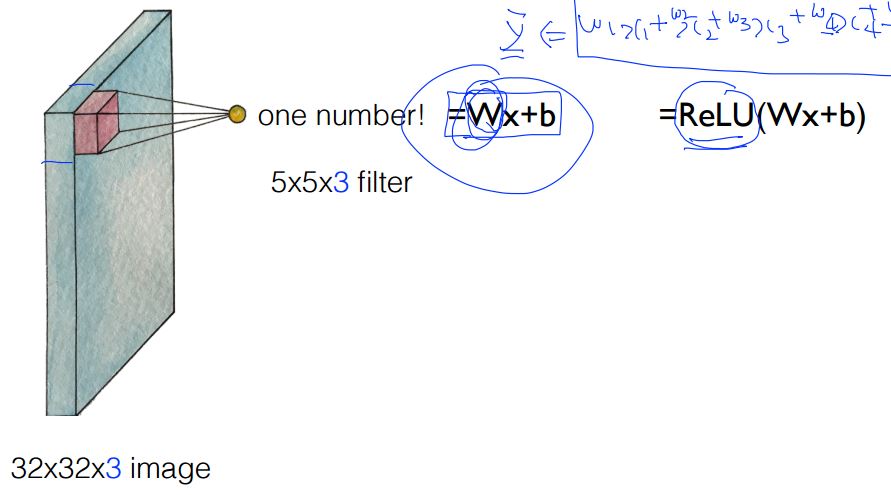 ỹ ⇐ w₁x₁+w₂x₂+w₃x₃+w₄x₄+
one number! =Wx+b =ReLU(Wx+b)
5x5x3 filter
32x32x3 image